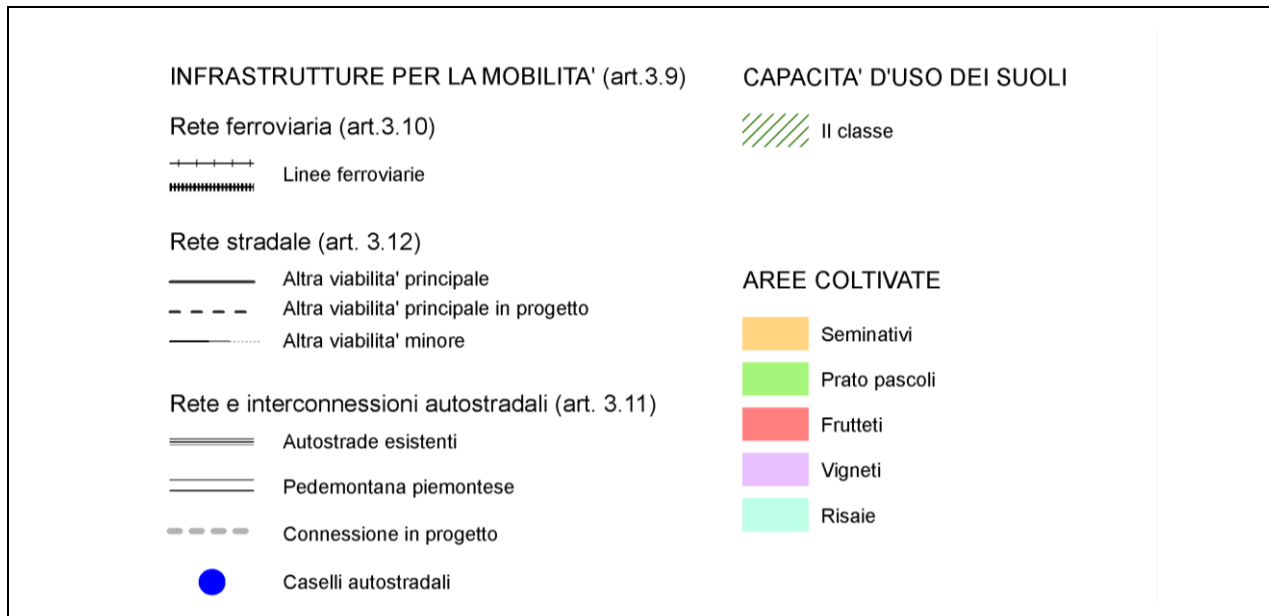 INFRASTRUTTURE PER LA MOBILITA' (art.3.9)
Rete ferroviaria (art.3.10)
Linee ferroviarie
Rete stradale (art. 3.12)
Altra viabilita' principale
Altra viabilita' principale in progetto
Altra viabilita' minore
Rete e interconnessioni autostradali (art. 3.11)
Autostrade esistenti
Pedemontana piemontese
Connessione in progetto
Caselli autostradali
CAPACITA' D'USO DEI SUOLI
II classe
AREE COLTIVATE
Seminativi
Prato pascoli
Frutteti
Vigneti
Risaie